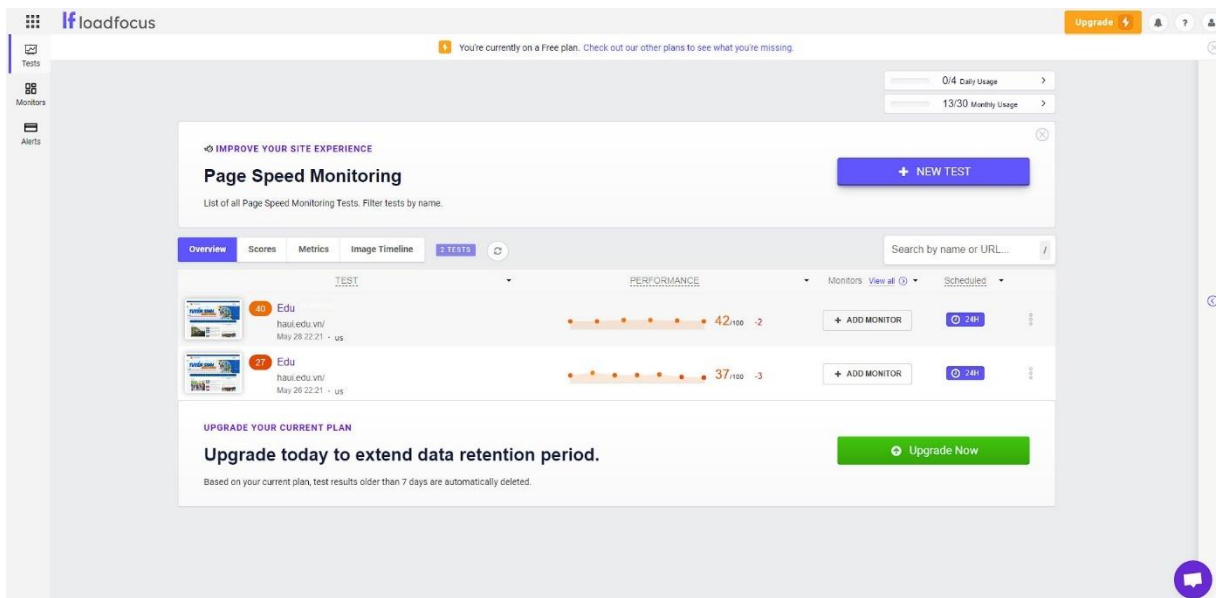 loadfocus
Upgrade
?
You're currently on a Free plan. Check out our other plans to see what you're missing.
Tests
Monitors
Alerts
0/4 Daily Usage
13/30 Monthly Usage
IMPROVE YOUR SITE EXPERIENCE
Page Speed Monitoring
List of all Page Speed Monitoring Tests. Filter tests by name.
+ NEW TEST
Overview Scores Metrics Image Timeline 2 TESTS
Search by name or URL... /
TEST PERFORMANCE Monitors View all Scheduled
40 Edu
haui.edu.vn/
May 28 22:21 • us
42/100 -2
+ ADD MONITOR
24H
27 Edu
haui.edu.vn/
May 26 22:21 • us
37/100 -3
+ ADD MONITOR
24H
UPGRADE YOUR CURRENT PLAN
Upgrade today to extend data retention period.
Based on your current plan, test results older than 7 days are automatically deleted.
Upgrade Now